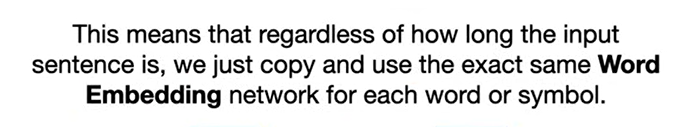 This means that regardless of how long the input
sentence is, we just copy and use the exact same Word
Embedding network for each word or symbol.